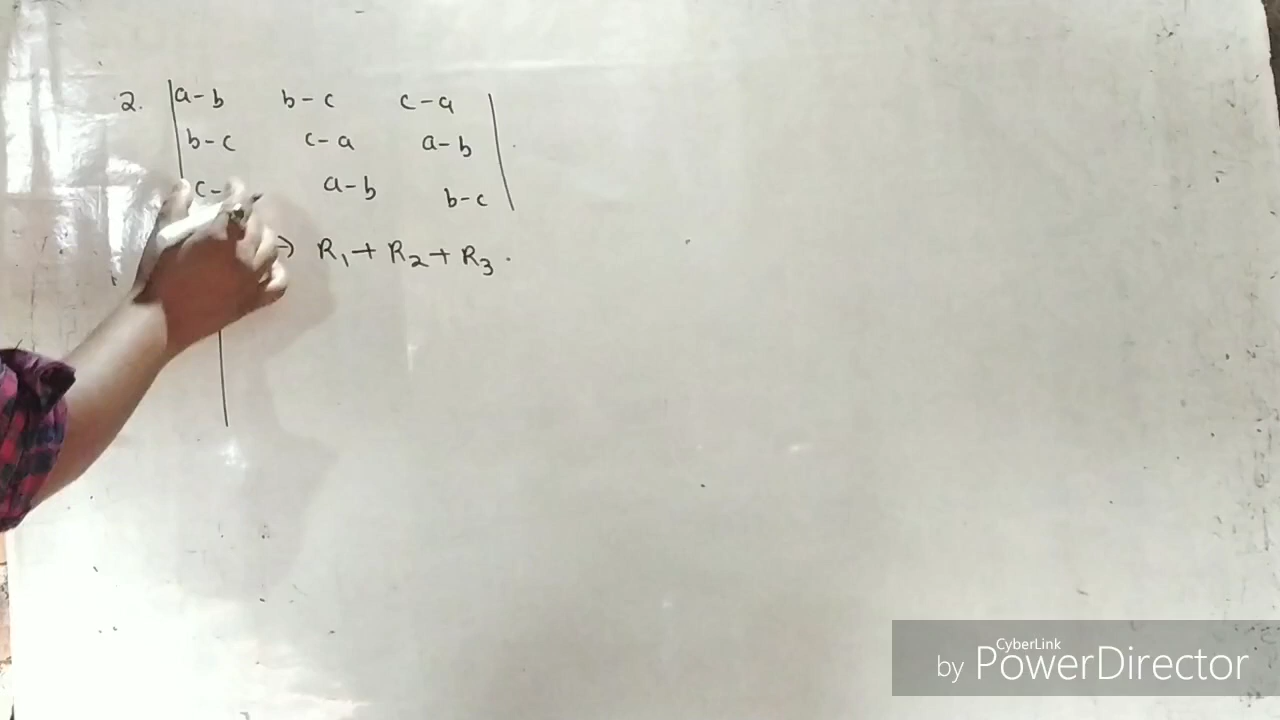 2. |a-b b-c c-a|
b-c c-a a-b
c- a-b b-c
→ R₁ + R₂ + R₃.
CyberLink
by PowerDirector